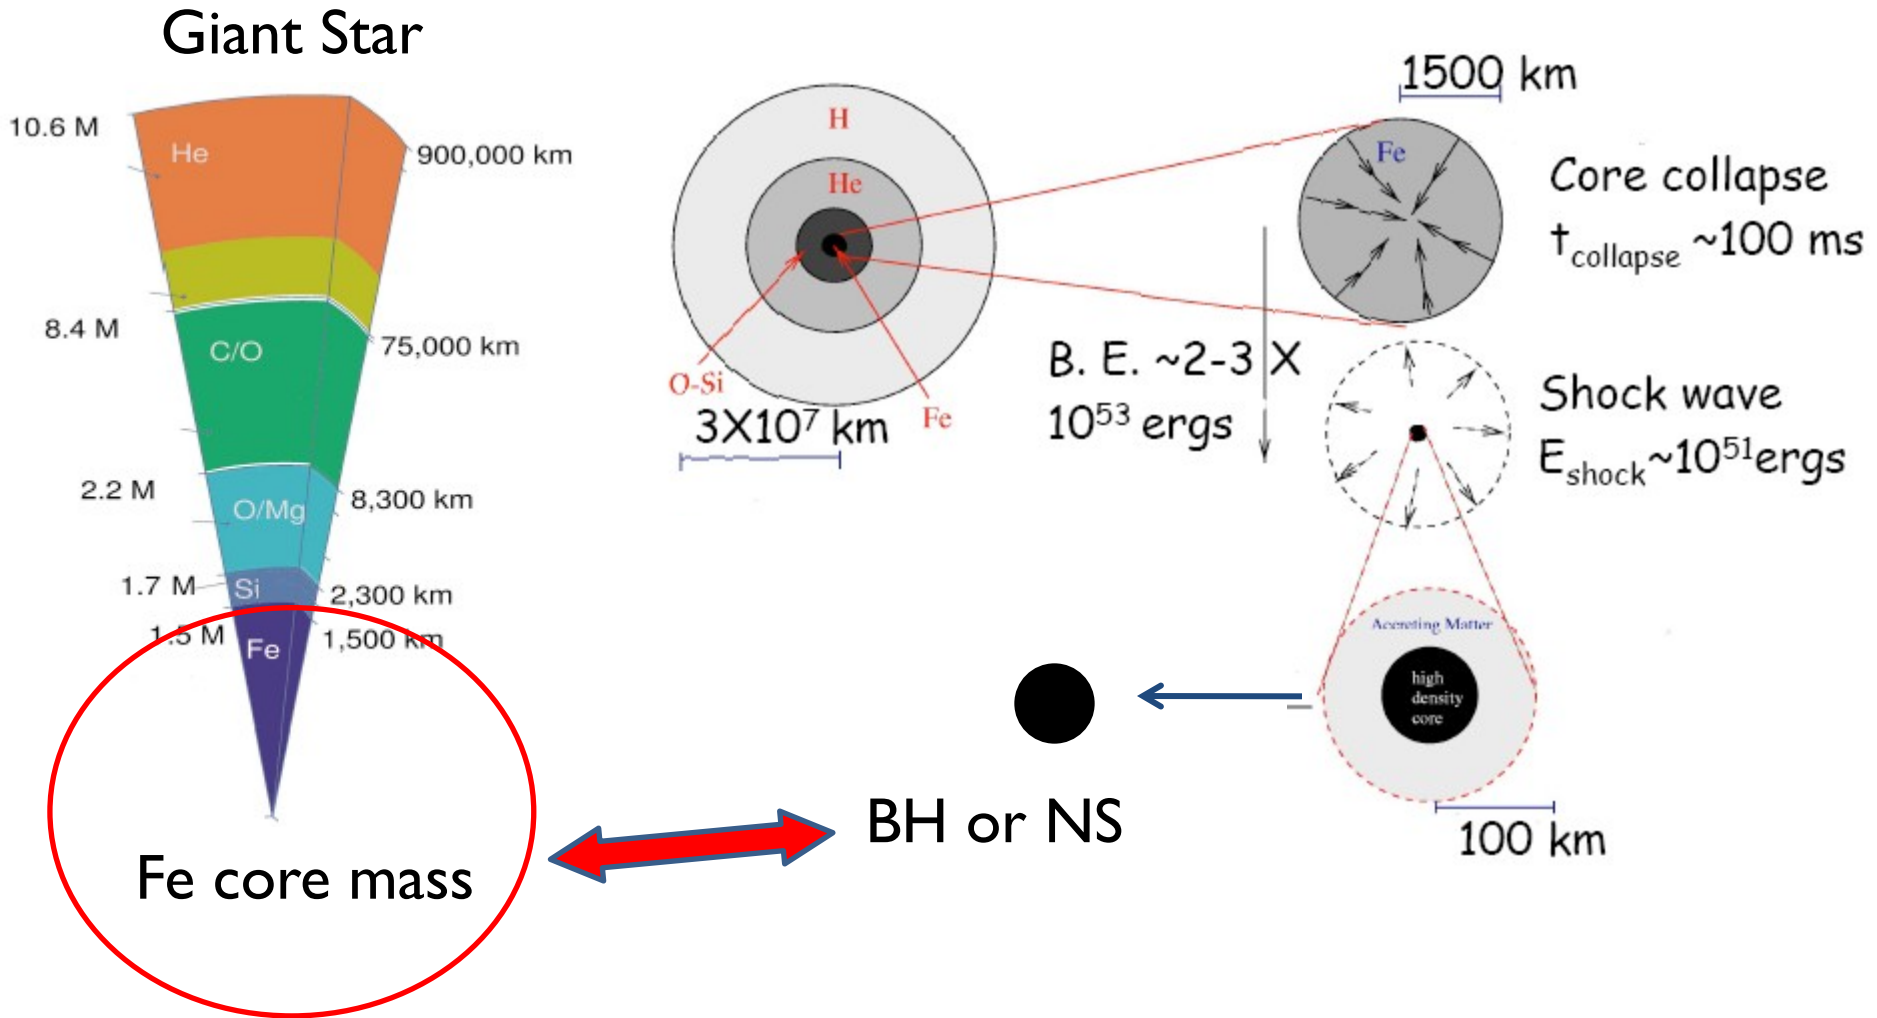 Giant Star
10.6 M
He
900,000 km
8.4 M
C/O
75,000 km
2.2 M
O/Mg
8,300 km
1.7 M
Si
2,300 km
1.5 M
Fe
1,500 km
Fe core mass
H
He
O-Si
Fe
3X10⁷ km
B. E. ~2-3 X
10⁵³ ergs
1500 km
Fe
Core collapse
t_collapse ~100 ms
Shock wave
E_shock~10⁵¹ergs
Accreting Matter
high
density
core
100 km
BH or NS